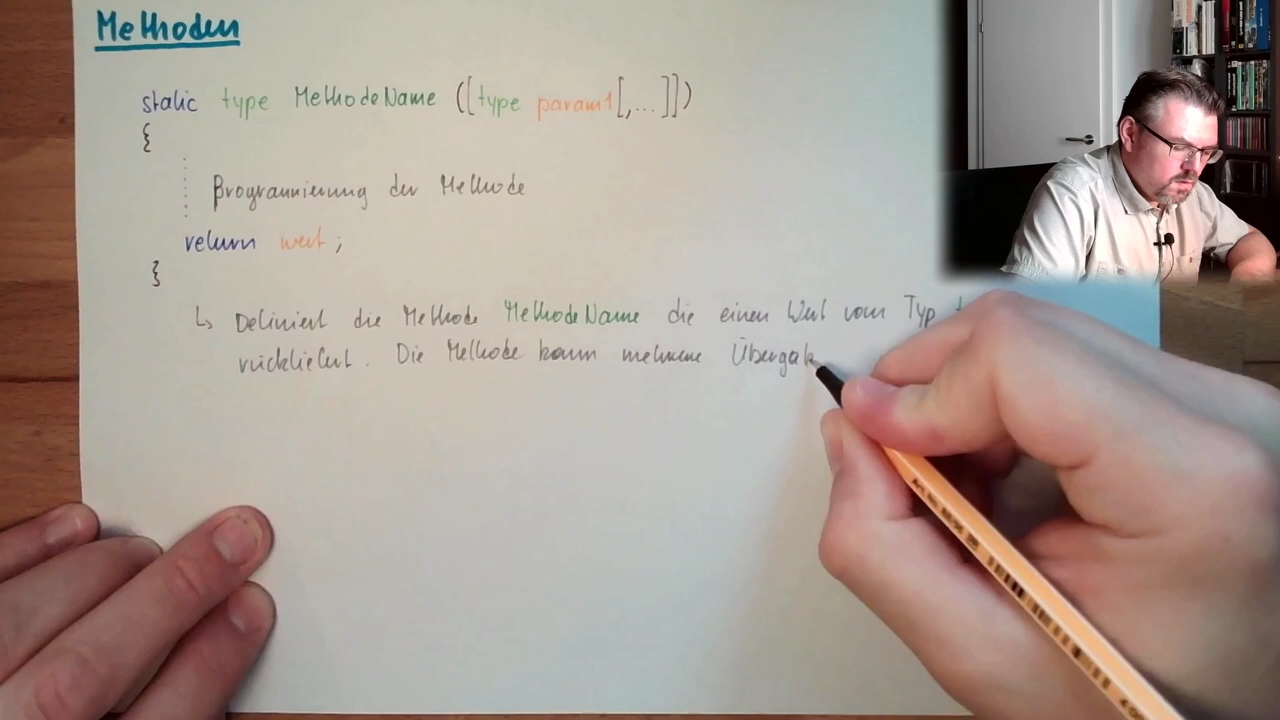 Methoden
static type MethodeName ([type param1[,...]])
{
Programmierung der Methode
return wert ;
}
↳ Definiert die Methode MethodeName die einen Wert vom Typ t
rückliefert . Die Methode kann mehrere Übergab